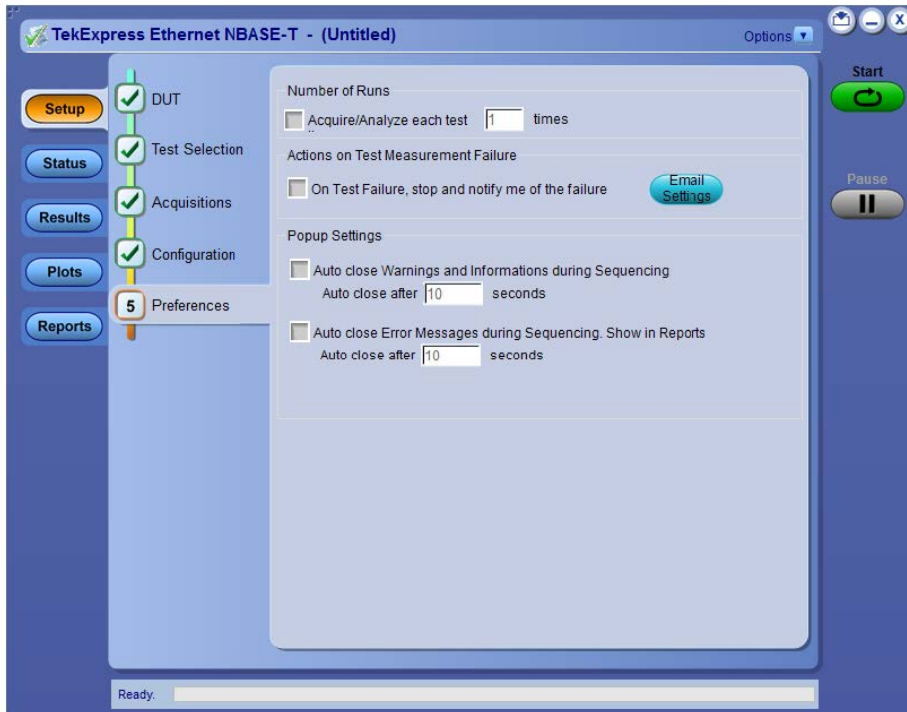 TekExpress Ethernet NBASE-T - (Untitled)
Options
Start
Pause
Setup
Status
Results
Plots
Reports
DUT
Test Selection
Acquisitions
Configuration
5 Preferences
Number of Runs
Acquire/Analyze each test 1 times
Actions on Test Measurement Failure
On Test Failure, stop and notify me of the failure
Email
Settings
Popup Settings
Auto close Warnings and Informations during Sequencing
Auto close after 10 seconds
Auto close Error Messages during Sequencing. Show in Reports
Auto close after 10 seconds
Ready.